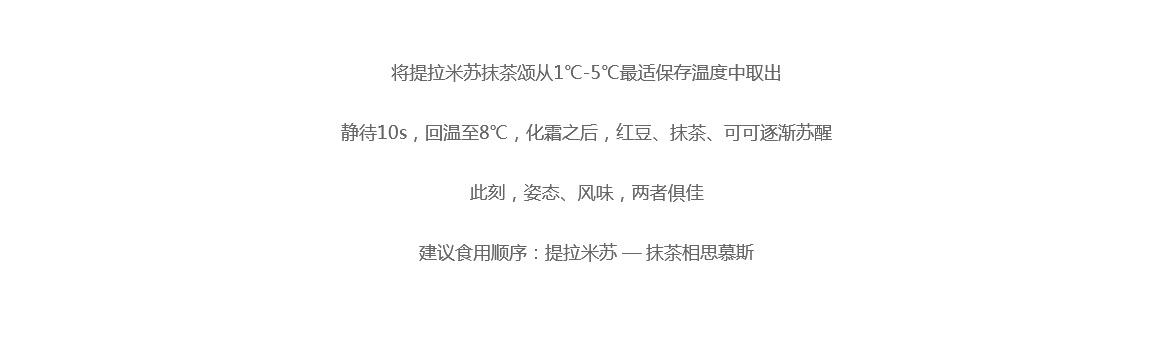 将提拉米苏抹茶颂从1℃-5℃最适保存温度中取出
静待10s，回温至8℃，化霜之后，红豆、抹茶、可可逐渐苏醒
此刻，姿态、风味，两者俱佳
建议食用顺序：提拉米苏 — 抹茶相思慕斯